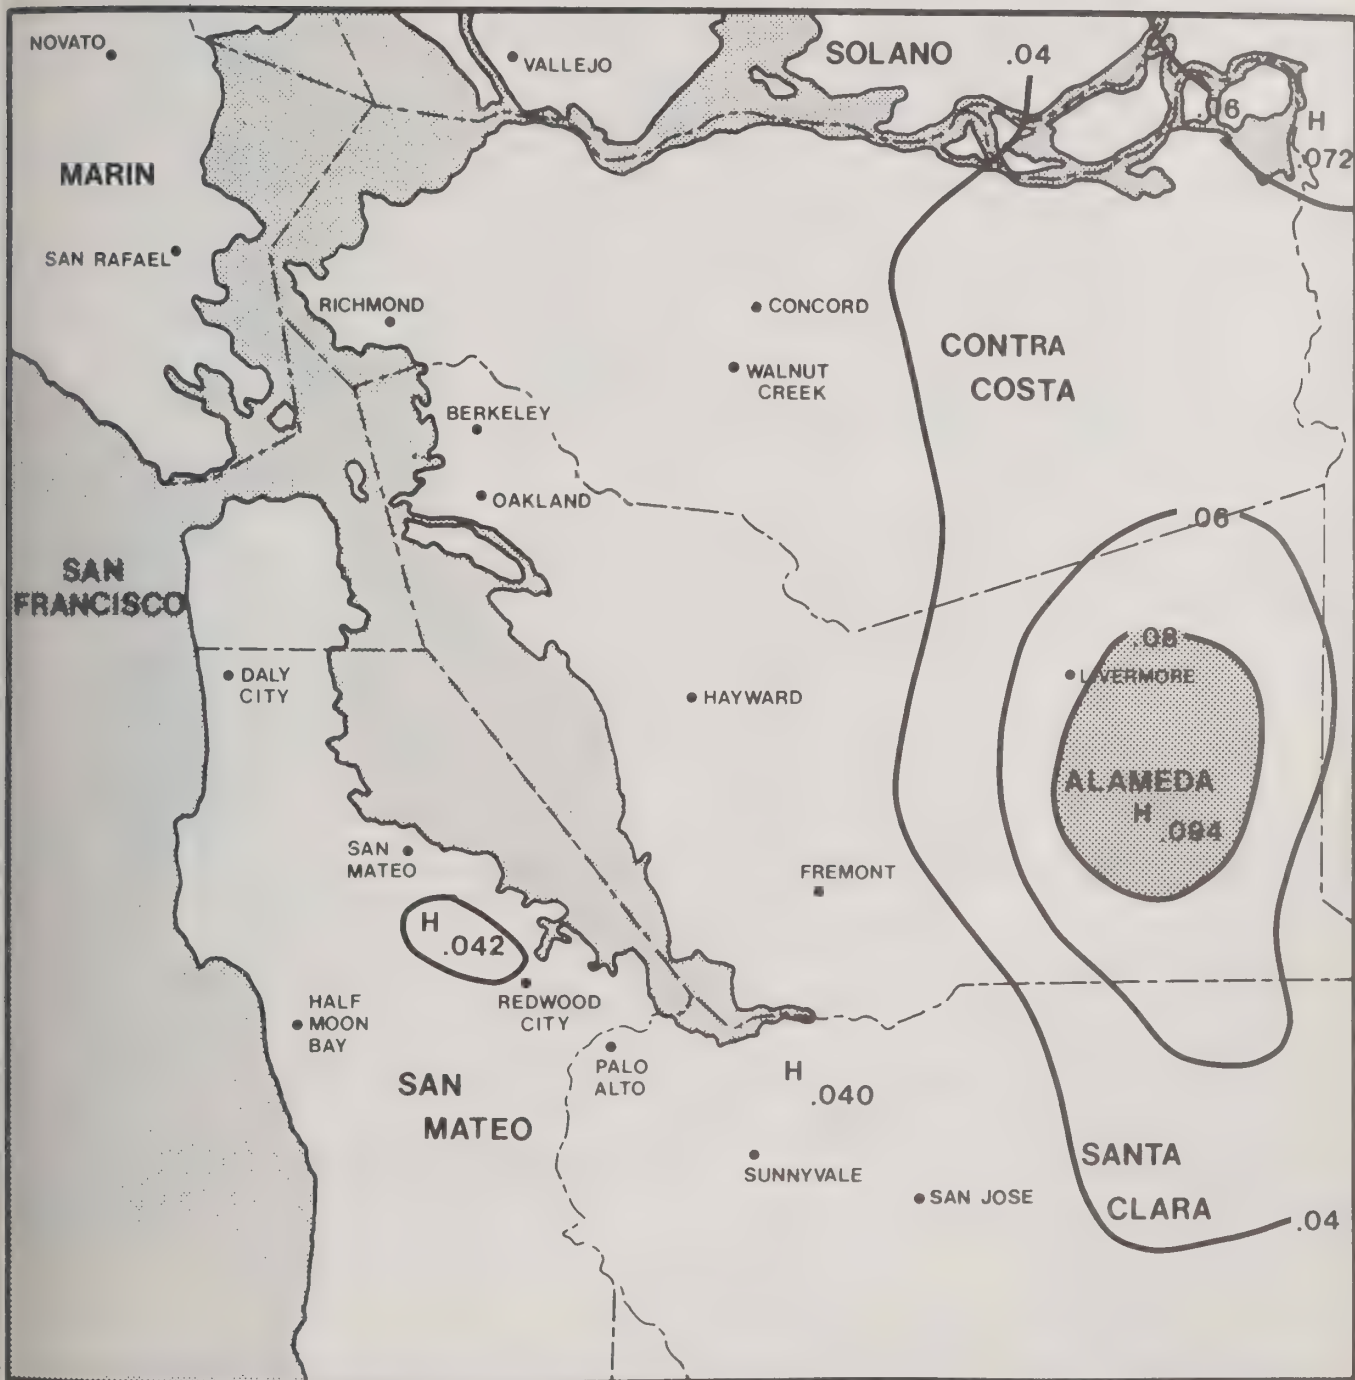 NOVATO
VALLEJO
SOLANO
.04
.6
H
.072
MARIN
SAN RAFAEL
RICHMOND
CONCORD
CONTRA
COSTA
WALNUT
CREEK
BERKELEY
OAKLAND
.06
SAN
FRANCISCO
.08
DALY
CITY
LIVERMORE
HAYWARD
ALAMEDA
H
.094
SAN
MATEO
FREMONT
H
.042
HALF
MOON
BAY
REDWOOD
CITY
PALO
ALTO
H
.040
SAN
MATEO
SUNNYVALE
SANTA
CLARA
SAN JOSE
.04